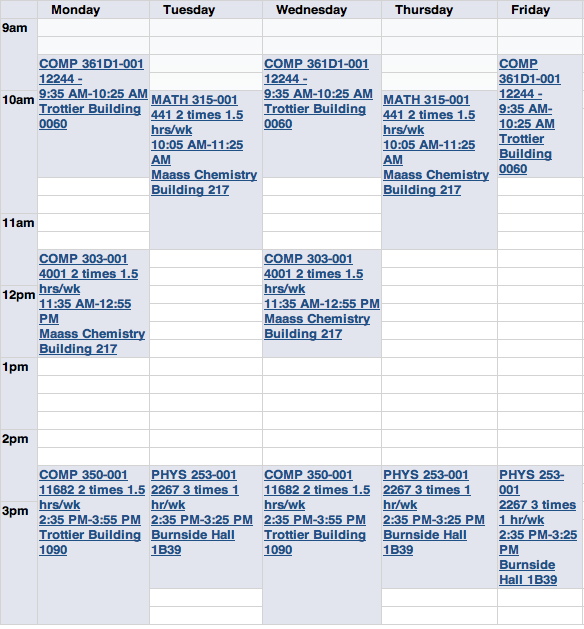 Monday Tuesday Wednesday Thursday Friday
9am
COMP 361D1-001
12244 -
9:35 AM-10:25 AM
Trottier Building
0060
COMP 361D1-001
12244 -
9:35 AM-10:25 AM
Trottier Building
0060
COMP
361D1-001
12244 -
9:35 AM-
10:25 AM
Trottier
Building
0060
10am
MATH 315-001
441 2 times 1.5
hrs/wk
10:05 AM-11:25
AM
Maass Chemistry
Building 217
MATH 315-001
441 2 times 1.5
hrs/wk
10:05 AM-11:25
AM
Maass Chemistry
Building 217
11am
COMP 303-001
4001 2 times 1.5
hrs/wk
11:35 AM-12:55
PM
Maass Chemistry
Building 217
COMP 303-001
4001 2 times 1.5
hrs/wk
11:35 AM-12:55 PM
Maass Chemistry
Building 217
12pm
1pm
2pm
COMP 350-001
11682 2 times 1.5
hrs/wk
2:35 PM-3:55 PM
Trottier Building
1090
PHYS 253-001
2267 3 times 1
hr/wk
2:35 PM-3:25 PM
Burnside Hall
1B39
COMP 350-001
11682 2 times 1.5
hrs/wk
2:35 PM-3:55 PM
Trottier Building
1090
PHYS 253-001
2267 3 times 1
hr/wk
2:35 PM-3:25 PM
Burnside Hall
1B39
PHYS 253-
001
2267 3 times
1 hr/wk
2:35 PM-3:25
PM
Burnside
Hall 1B39
3pm